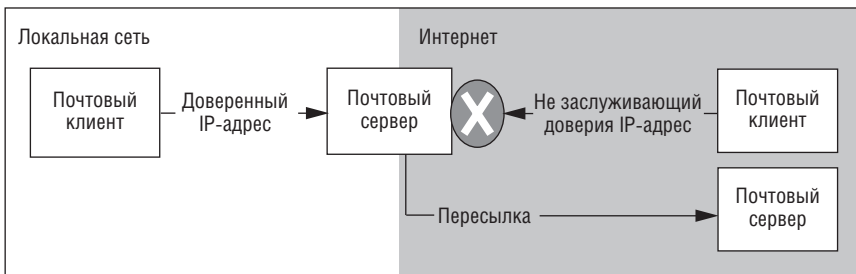 Локальная сеть
Интернет
Почтовый
клиент
Доверенный
IP-адрес
Почтовый
сервер
X
Не заслуживающий
доверия IP-адрес
Почтовый
клиент
Пересылка
Почтовый
сервер